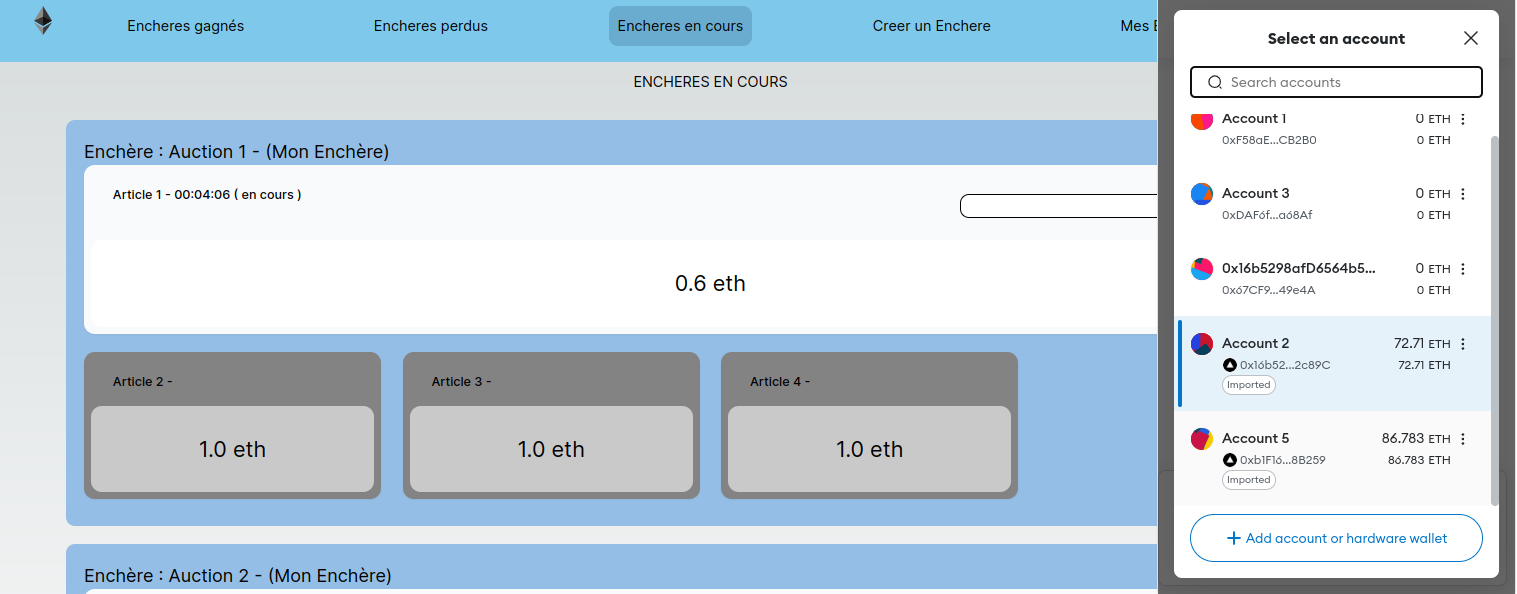 Encheres gagnés
Encheres perdus
Encheres en cours
Creer un Enchere
Mes
ENCHERES EN COURS
Enchère : Auction 1 - (Mon Enchère)
Article 1 - 00:04:06 ( en cours )
0.6 eth
Article 2 -
1.0 eth
Article 3 -
1.0 eth
Article 4 -
1.0 eth
Enchère : Auction 2 - (Mon Enchère)
Select an account
Search accounts
Account 1 0 ETH
0xF58aE...CB2B0 0 ETH
Account 3 0 ETH
0xDAF6f...a68Af 0 ETH
0x16b5298afD6564b5... 0 ETH
0x67CF9...49e4A 0 ETH
Account 2 72.71 ETH
0x16b52...2c89C 72.71 ETH
Imported
Account 5 86.783 ETH
0xb1F16...8B259 86.783 ETH
Imported
+ Add account or hardware wallet